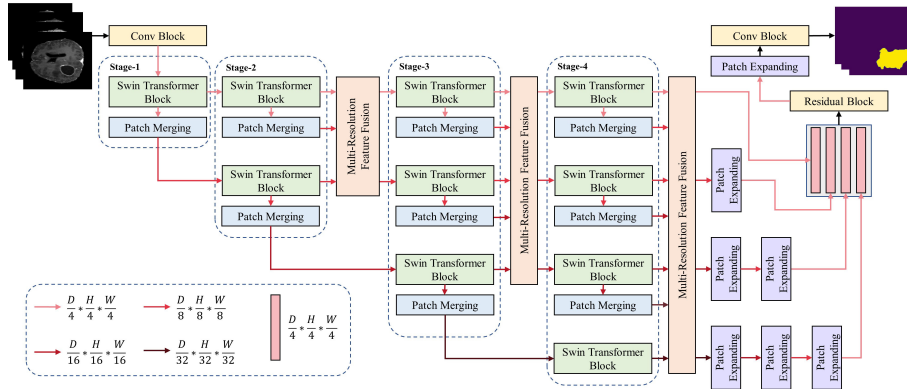 Conv Block
Stage-1
Swin Transformer
Block
Patch Merging
Stage-2
Swin Transformer
Block
Patch Merging
Swin Transformer
Block
Patch Merging
Multi-Resolution
Feature Fusion
Stage-3
Swin Transformer
Block
Patch Merging
Swin Transformer
Block
Patch Merging
Swin Transformer
Block
Patch Merging
Multi-Resolution Feature Fusion
Stage-4
Swin Transformer
Block
Patch Merging
Swin Transformer
Block
Patch Merging
Swin Transformer
Block
Patch Merging
Swin Transformer
Block
Multi-Resolution Feature Fusion
Conv Block
Patch Expanding
Residual Block
Patch
Expanding
Patch
Expanding
Patch
Expanding
Patch
Expanding
Patch
Expanding
Patch
Expanding
D/4 * H/4 * W/4
D/8 * H/8 * W/8
D/16 * H/16 * W/16
D/32 * H/32 * W/32
D/4 * H/4 * W/4